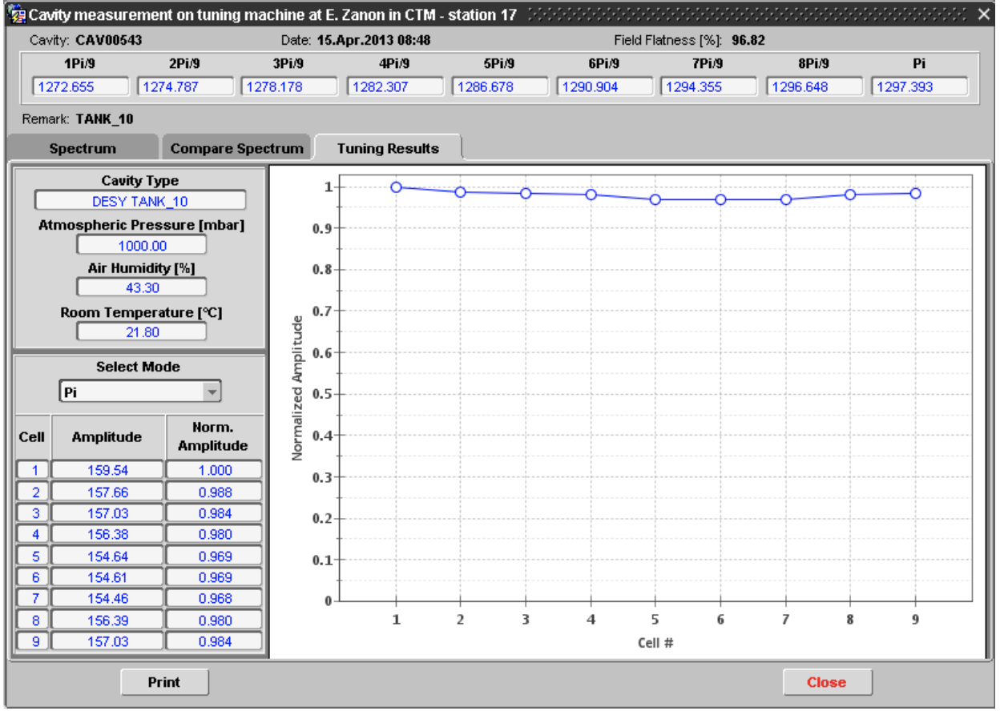 Cavity measurement on tuning machine at E. Zanon in CTM - station 17
Cavity: CAV00543 Date: 15.Apr.2013 08:48 Field Flatness [%]: 96.82
1Pi/9 2Pi/9 3Pi/9 4Pi/9 5Pi/9 6Pi/9 7Pi/9 8Pi/9 Pi
1272.655 1274.787 1278.178 1282.307 1286.678 1290.904 1294.355 1296.648 1297.393
Remark: TANK_10
Spectrum Compare Spectrum Tuning Results
Cavity Type
DESY TANK_10
Atmospheric Pressure [mbar]
1000.00
Air Humidity [%]
43.30
Room Temperature [°C]
21.80
Select Mode
Pi
Cell Amplitude Norm. Amplitude
1 159.54 1.000
2 157.66 0.988
3 157.03 0.984
4 156.38 0.980
5 154.64 0.969
6 154.61 0.969
7 154.46 0.968
8 156.39 0.980
9 157.03 0.984
Normalized Amplitude
1
0.9
0.8
0.7
0.6
0.5
0.4
0.3
0.2
0.1
0
1 2 3 4 5 6 7 8 9
Cell #
Print Close